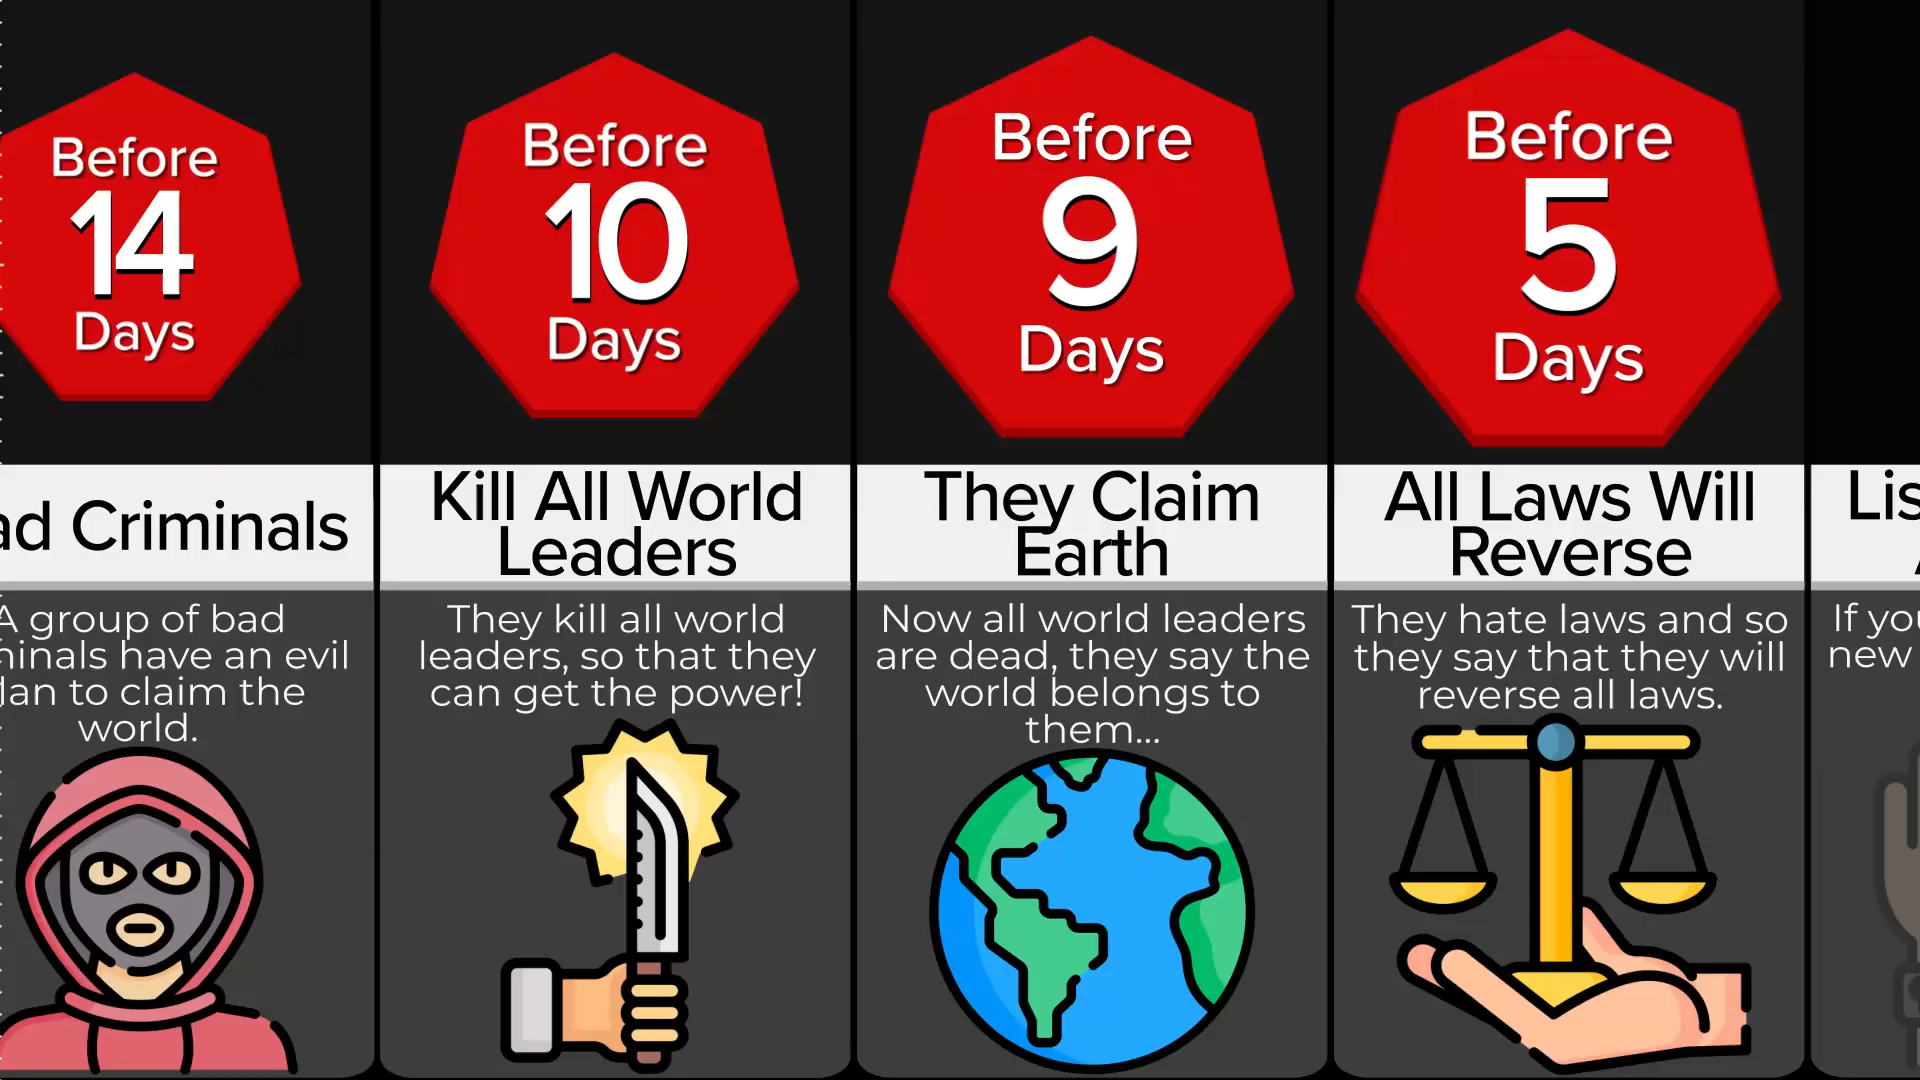 Before
14
Days
ad Criminals
A group of bad
inals have an evil
lan to claim the
world.
Before
10
Days
Kill All World
Leaders
They kill all world
leaders, so that they
can get the power!
Before
9
Days
They Claim
Earth
Now all world leaders
are dead, they say the
world belongs to
them...
Before
5
Days
All Laws Will
Reverse
They hate laws and so
they say that they will
reverse all laws.
Lis
If you
new